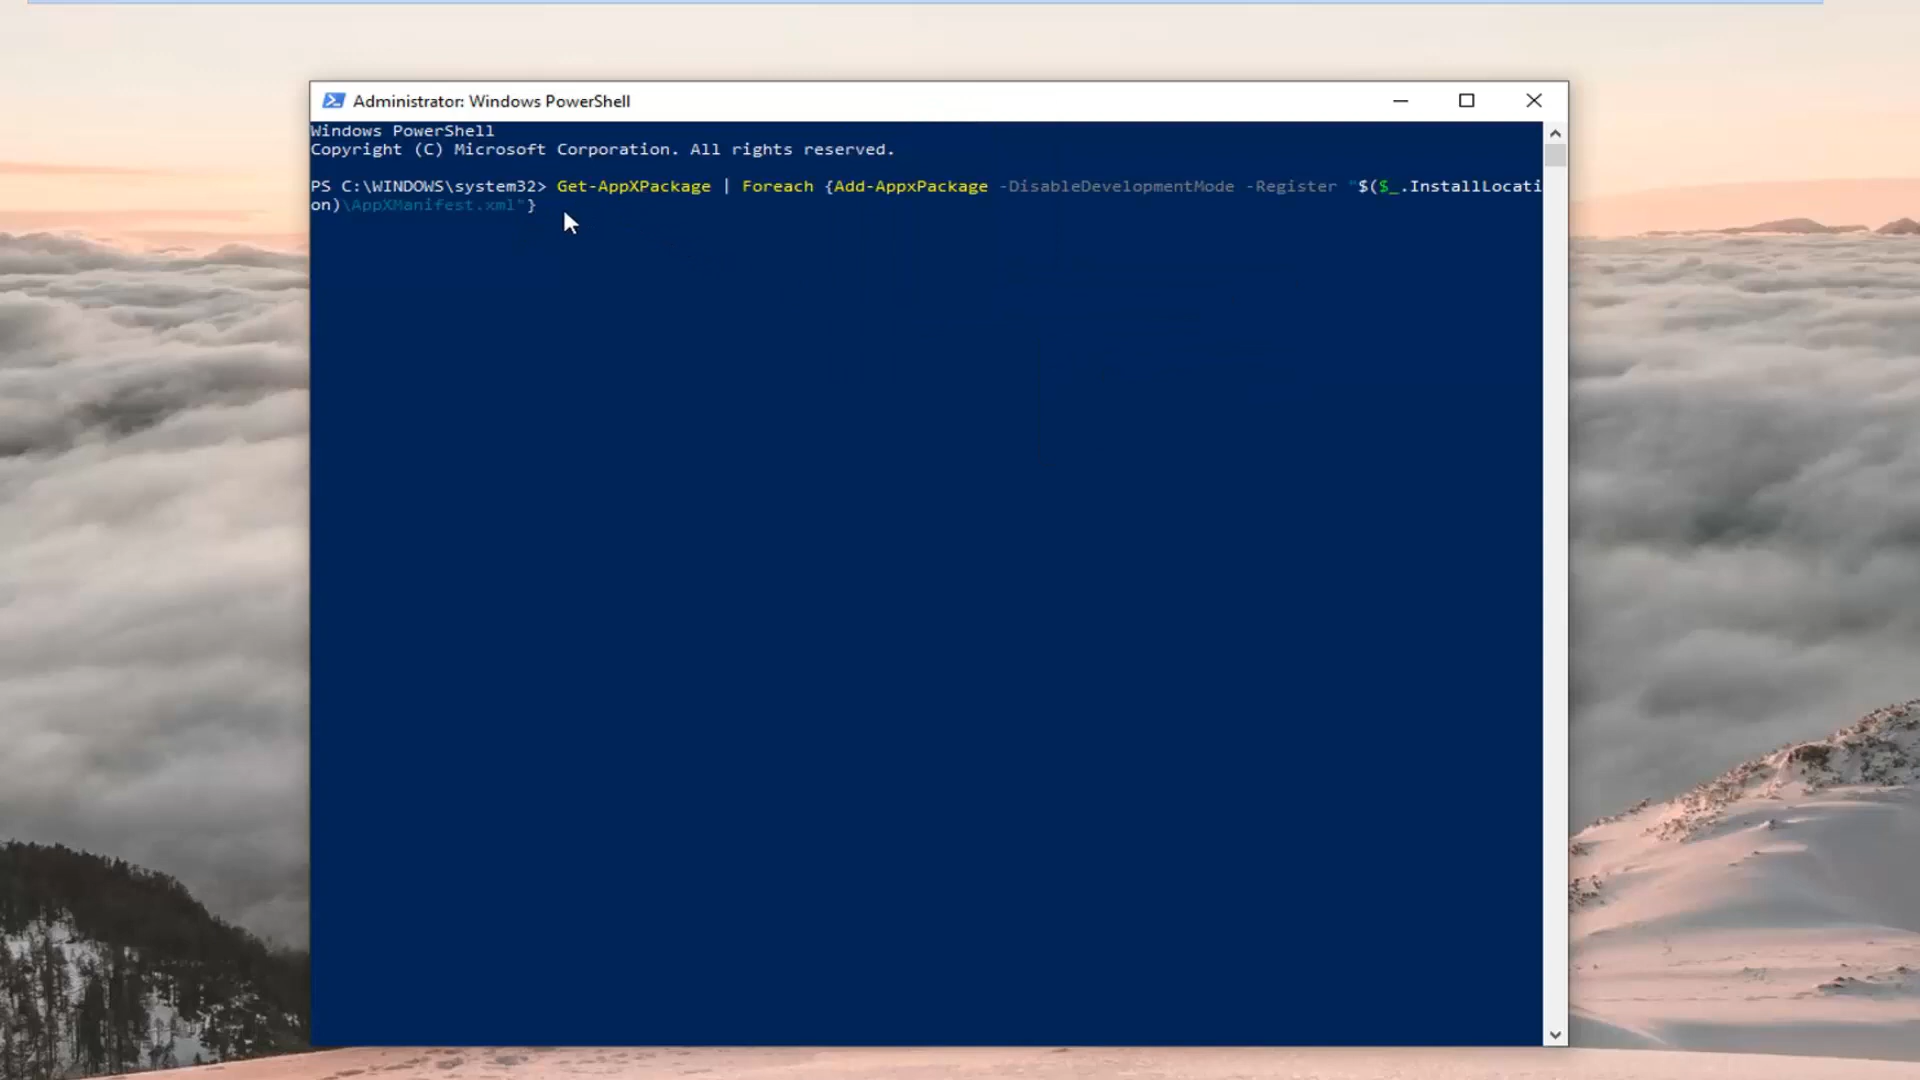 Administrator: Windows PowerShell
Windows PowerShell
Copyright (C) Microsoft Corporation. All rights reserved.
PS C:\WINDOWS\system32> Get-AppXPackage | Foreach {Add-AppxPackage -DisableDevelopmentMode -Register "$($_.InstallLocati
on)\AppXManifest.xml"}